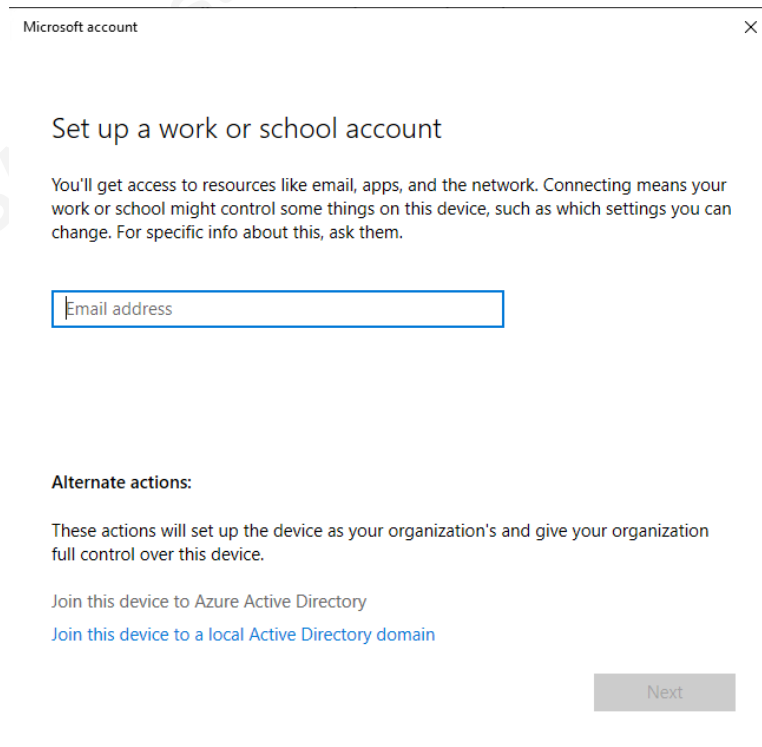 Microsoft account
Set up a work or school account
You'll get access to resources like email, apps, and the network. Connecting means your
work or school might control some things on this device, such as which settings you can
change. For specific info about this, ask them.
Email address
Alternate actions:
These actions will set up the device as your organization's and give your organization
full control over this device.
Join this device to Azure Active Directory
Join this device to a local Active Directory domain
Next